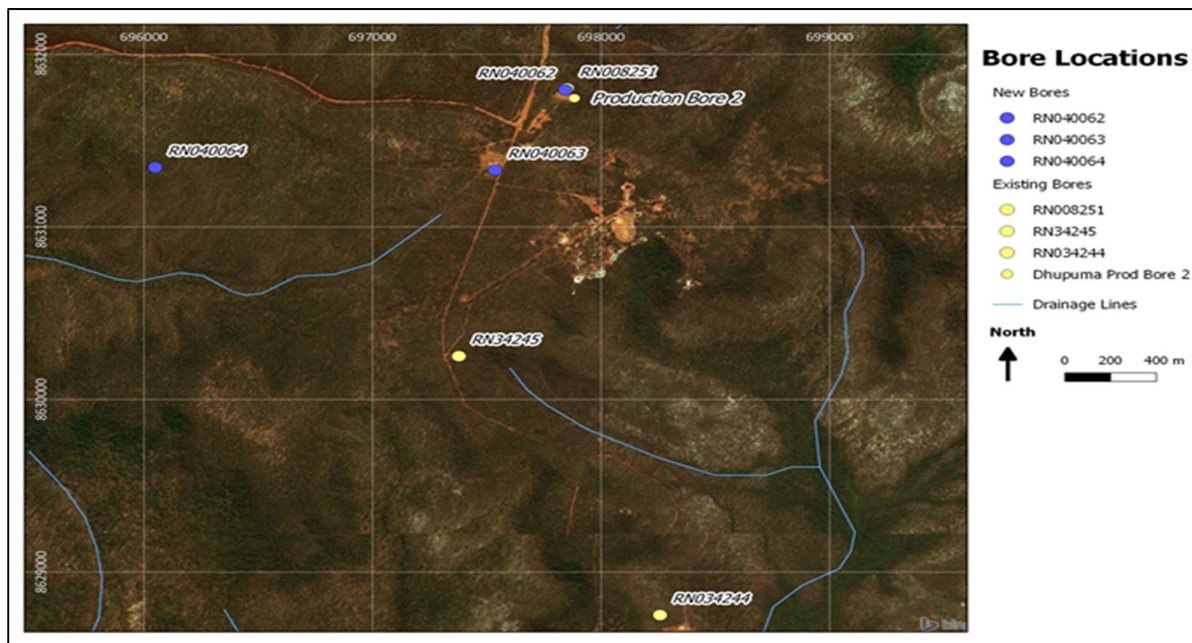 696000 697000 698000 699000
8632000
RN040062 RN008251
Production Bore 2
RN040064
RN040063
8631000
RN34245
8630000
8629000
RN034244
Bore Locations
New Bores
RN040062
RN040063
RN040064
Existing Bores
RN008251
RN34245
RN034244
Dhupuma Prod Bore 2
Drainage Lines
North
0 200 400 m